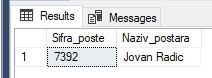 Results Messages
Sifra_poste Naziv_postara
1 7392 Jovan Radic